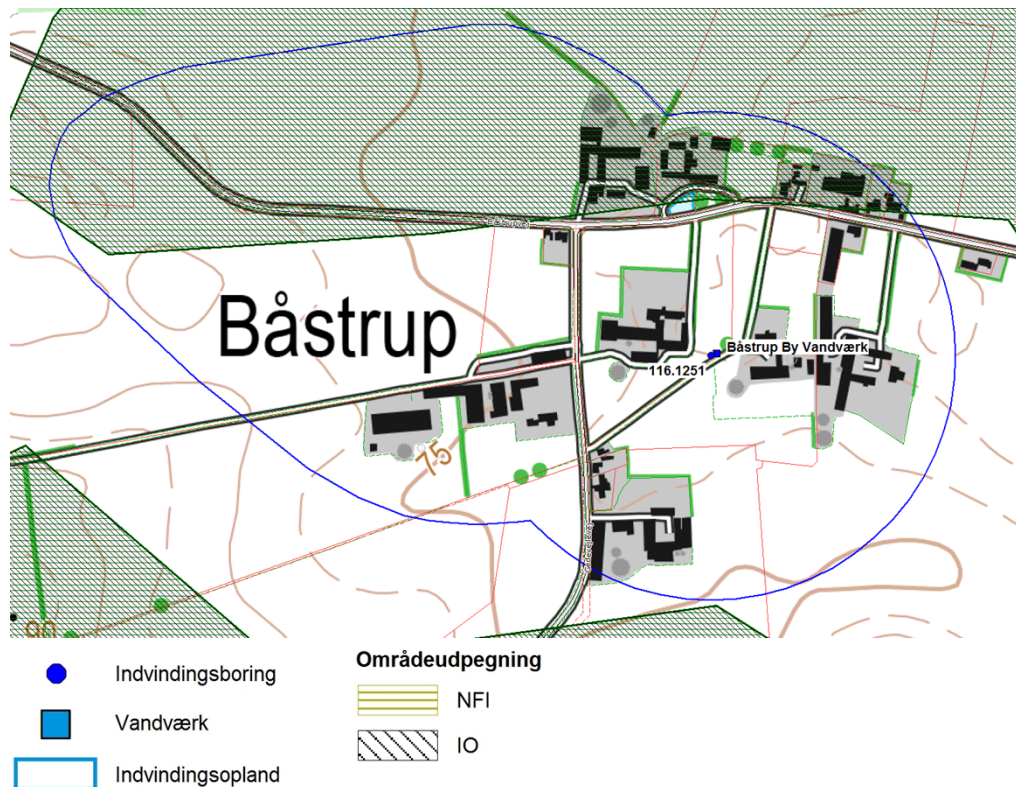 Båstrup
Båstrup By Vandværk
116.1251
75
90
Indvindingsboring
Vandværk
Indvindingsopland
Områdeudpegning
NFI
IO